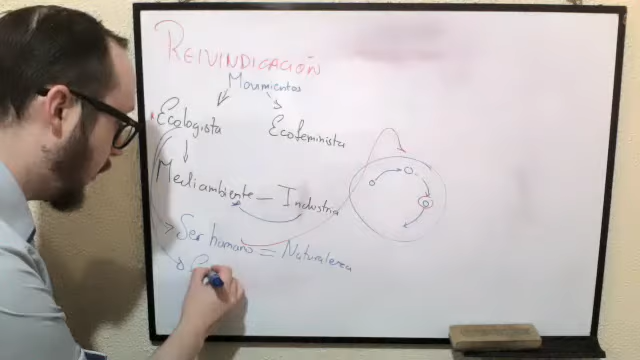 REIVINDICACIÓN
Movimientos
Ecologista Ecofeminista
Mediambiente – Industria
Ser humano = Naturaleza